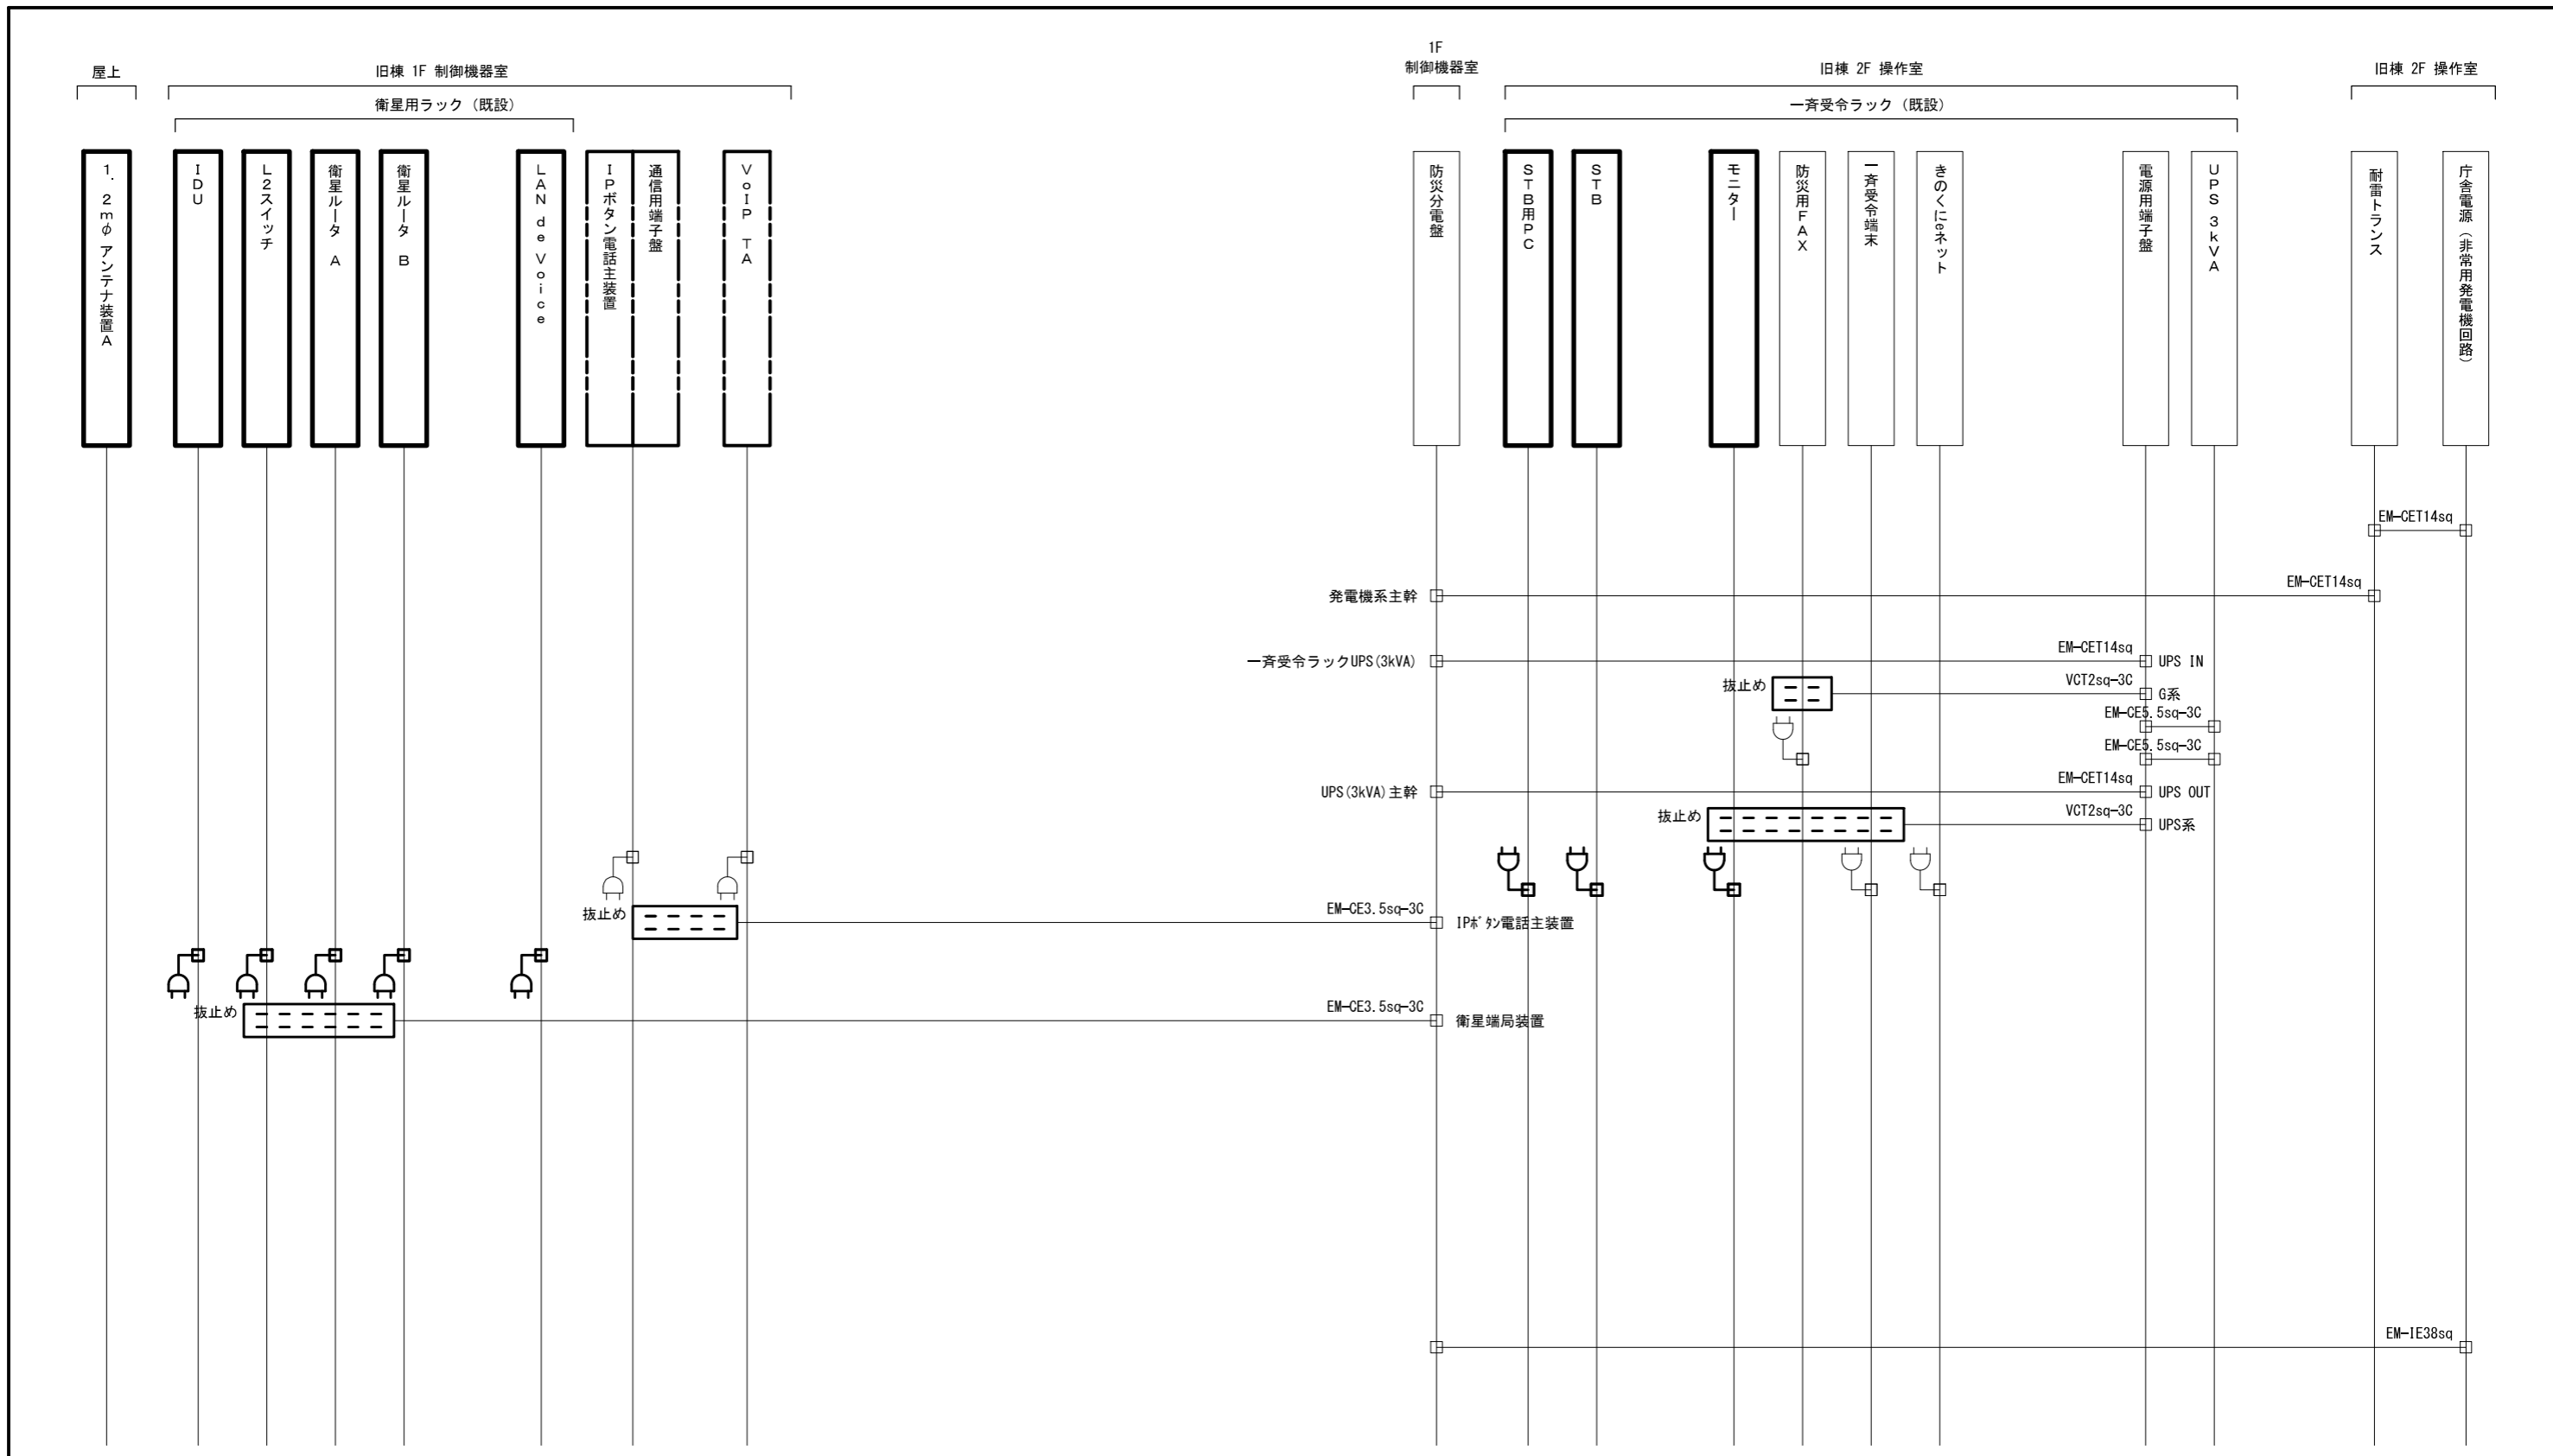 屋上
旧棟 1F 制御機器室
衛星用ラック（既設）
1F
制御機器室
旧棟 2F 操作室
一斉受令ラック（既設）
旧棟 2F 操作室
１．２ｍφ アンテナ装置Ａ
ＩＤＵ
Ｌ２スイッチ
衛星ルータ Ａ
衛星ルータ Ｂ
ＬＡＮ ｄｅ Ｖｏｉｃｅ
ＩＰボタン電話主装置
通信用端子盤
ＶｏＩＰ ＴＡ
防災分電盤
ＳＴＢ用ＰＣ
ＳＴＢ
モニター
防災用ＦＡＸ
一斉受令端末
きのくにｅネット
電源用端子盤
ＵＰＳ ３ｋＶＡ
耐雷トランス
庁舎電源（非常用発電機回路）
EM-CET14sq
発電機系主幹
EM-CET14sq
一斉受令ラックUPS(3kVA)
EM-CET14sq
UPS IN
抜止め
VCT2sq-3C
G系
EM-CE5.5sq-3C
EM-CE5.5sq-3C
UPS(3kVA)主幹
EM-CET14sq
UPS OUT
抜止め
VCT2sq-3C
UPS系
抜止め
EM-CE3.5sq-3C
IPﾎﾞﾀﾝ電話主装置
抜止め
EM-CE3.5sq-3C
衛星端局装置
EM-IE38sq